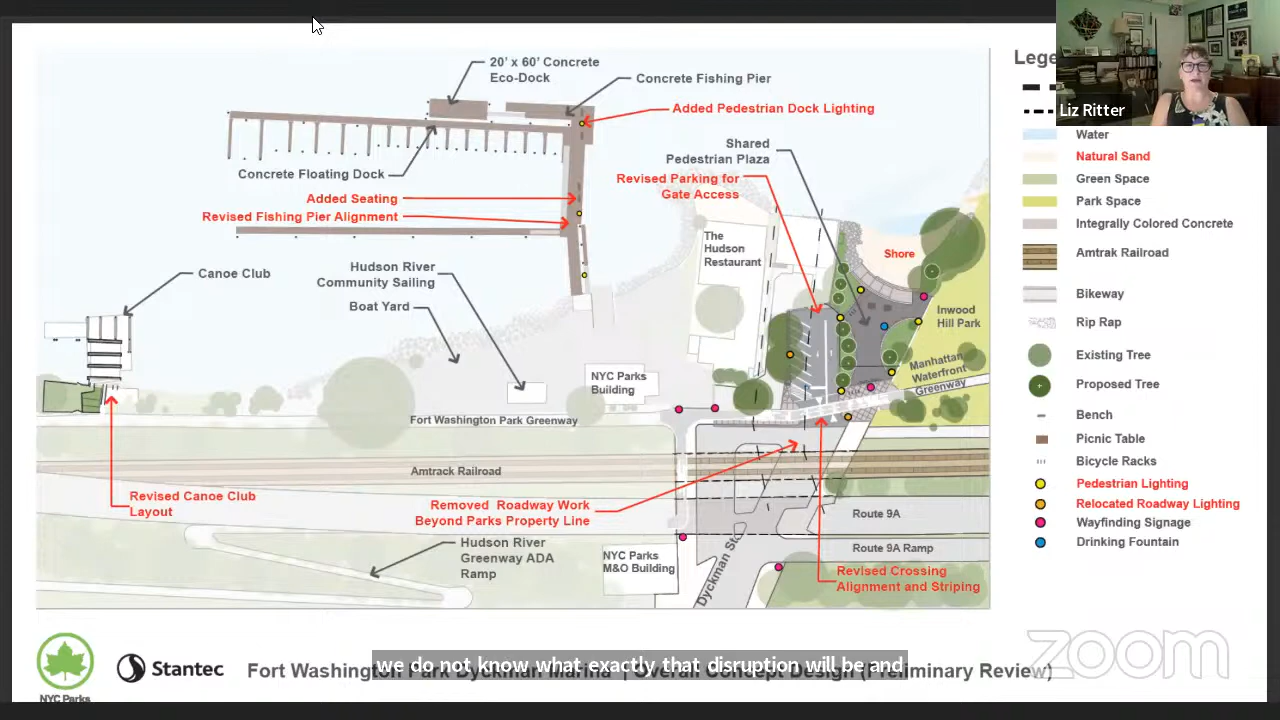 20' x 60' Concrete
Eco-Dock
Concrete Fishing Pier
Added Pedestrian Dock Lighting
Shared
Pedestrian Plaza
Concrete Floating Dock
Revised Parking for
Gate Access
Added Seating
Revised Fishing Pier Alignment
The
Hudson
Restaurant
Shore
Canoe Club
Hudson River
Community Sailing
Boat Yard
Inwood
Hill Park
NYC Parks
Building
Manhattan
Waterfront
Greenway
Fort Washington Park Greenway
Amtrack Railroad
Revised Canoe Club
Layout
Removed Roadway Work
Beyond Parks Property Line
Route 9A
Hudson River
Greenway ADA
Ramp
NYC Parks
M&O Building
Dyckman St.
Route 9A Ramp
Revised Crossing
Alignment and Striping
Liz Ritter
Water
Natural Sand
Green Space
Park Space
Integrally Colored Concrete
Amtrak Railroad
Bikeway
Rip Rap
Existing Tree
Proposed Tree
Bench
Picnic Table
Bicycle Racks
Pedestrian Lighting
Relocated Roadway Lighting
Wayfinding Signage
Drinking Fountain
zoom
NYC Parks
Stantec
Fort Washington Park Dyckman Marina | Overall Concept Design (Preliminary Review)
we do not know what exactly that disruption will be and